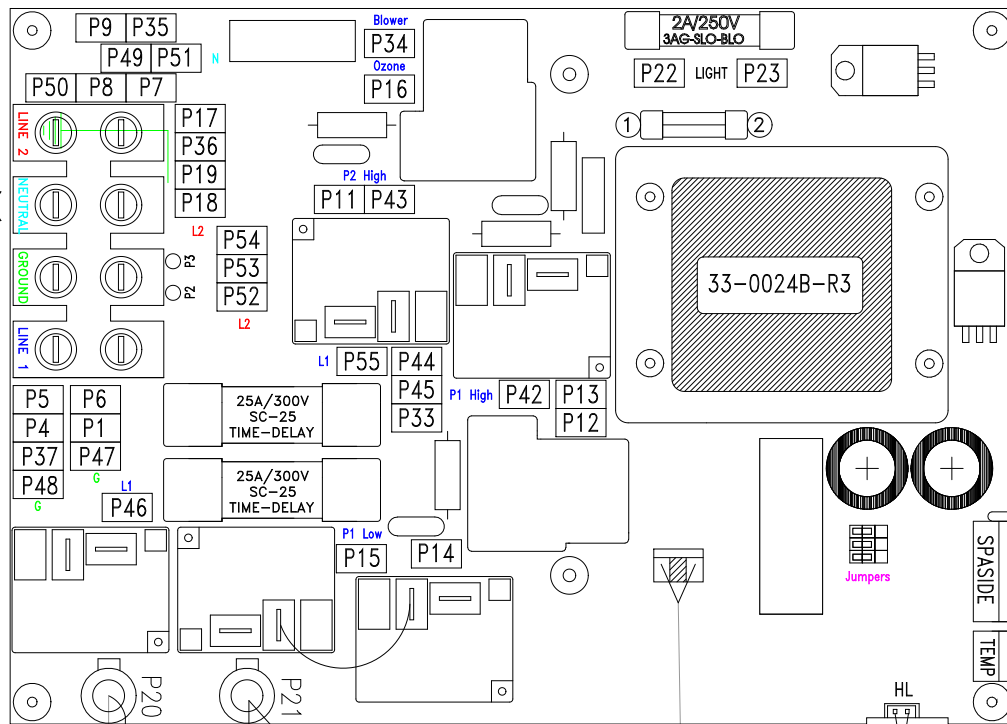 P9 P35
P49 P51
N
P50 P8 P7
Blower
P34
Ozone
P16
2A/250V
3AG-SLO-BLO
P22 LIGHT P23
1 2
LINE 2
NEUTRAL
GROUND
LINE 1
P17
P36
P19
P18
L2
P3
P2
P54
P53
P52
L2
P2 High
P11 P43
33-0024B-R3
L1 P55
P44
P45
P33
P1 High P42
P13
P12
P5 P6
P4 P1
P37 P47
P48 G
G
L1
P46
25A/300V
SC-25
TIME-DELAY
25A/300V
SC-25
TIME-DELAY
P1 Low
P15
P14
Jumpers
SPASIDE
TEMP
HL
P20
P21